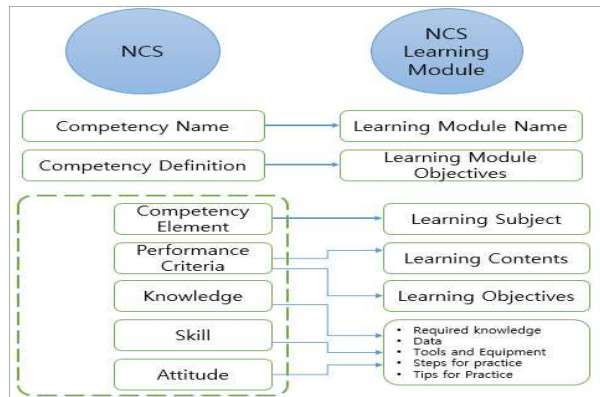 NCS
NCS
Learning
Module
Competency Name
Learning Module Name
Competency Definition
Learning Module
Objectives
Competency
Element
Learning Subject
Performance
Criteria
Learning Contents
Knowledge
Learning Objectives
Skill
Attitude
• Required knowledge
• Data
• Tools and Equipment
• Steps for practice
• Tips for Practice